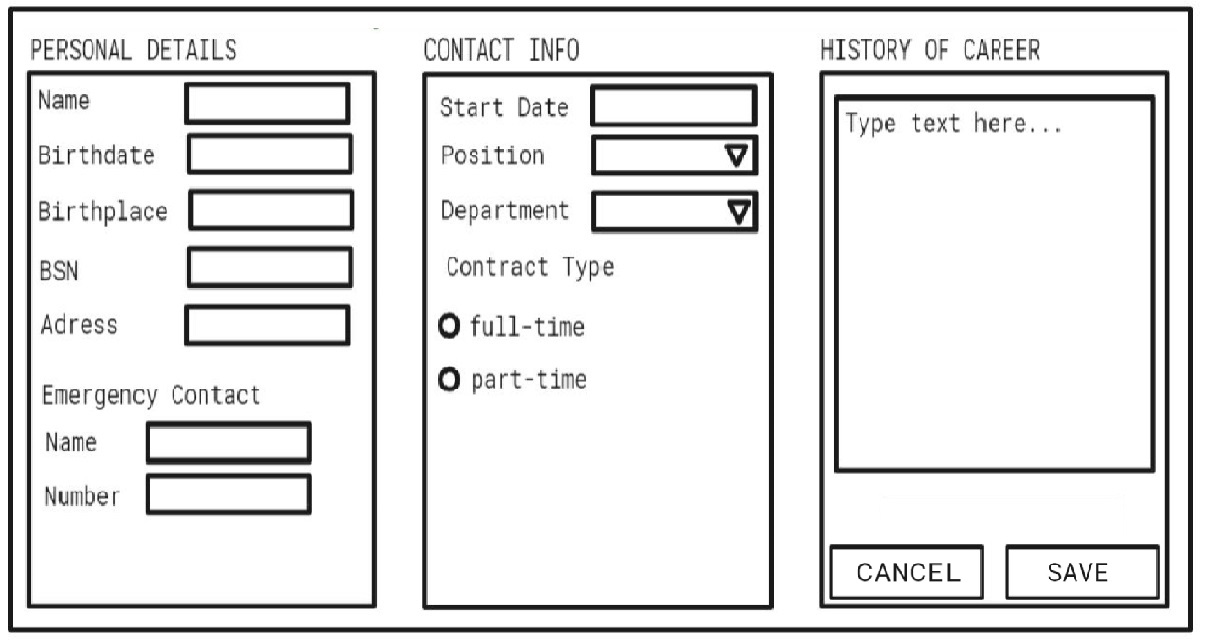 PERSONAL DETAILS
Name
Birthdate
Birthplace
BSN
Adress
Emergency Contact
Name
Number
CONTACT INFO
Start Date
Position
Department
Contract Type
full-time
part-time
HISTORY OF CAREER
Type text here...
CANCEL
SAVE